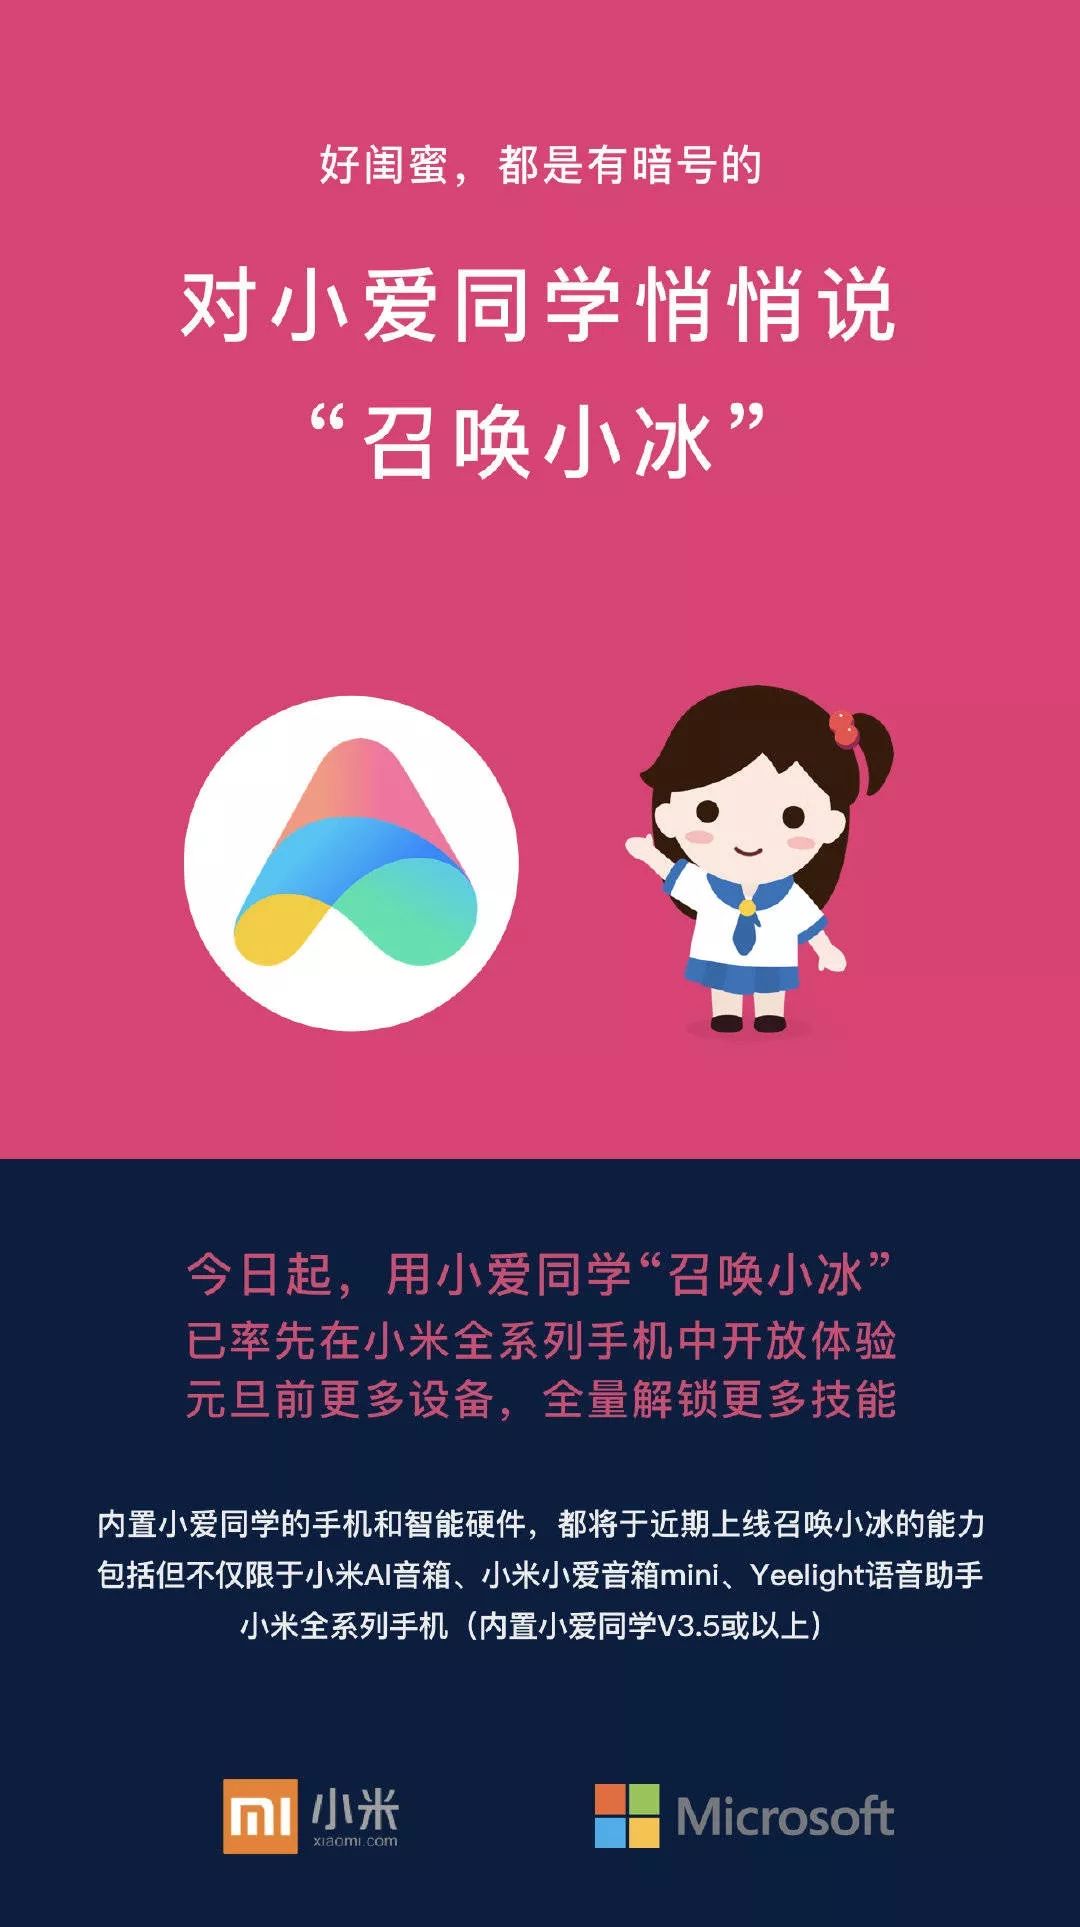 好闺蜜，都是有暗号的
对小爱同学悄悄说
“召唤小冰”
今日起，用小爱同学“召唤小冰”
已率先在小米全系列手机中开放体验
元旦前更多设备，全量解锁更多技能
内置小爱同学的手机和智能硬件，都将于近期上线召唤小冰的能力
包括但不仅限于小米AI音箱、小米小爱音箱mini、Yeelight语音助手
小米全系列手机（内置小爱同学V3.5或以上）
mi 小米
xiaomi.com
Microsoft